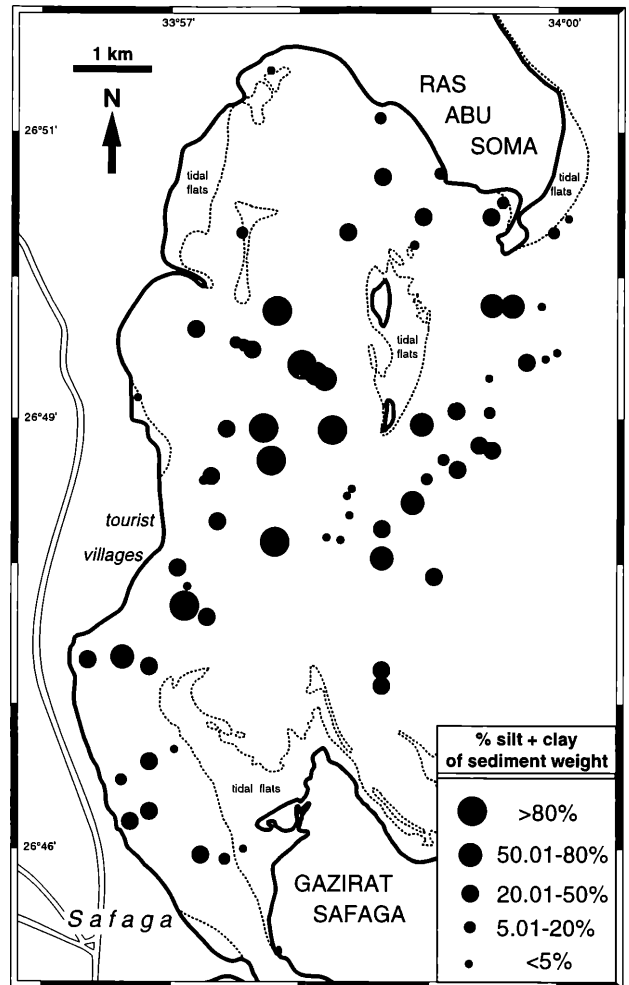 33°57'
34°00'
1 km
N
RAS
ABU
SOMA
26°51'
tidal
flats
tidal
flats
tidal
flats
26°49'
tourist
villages
tidal flats
26°46'
GAZIRAT
SAFAGA
Safaga
% silt + clay
of sediment weight
>80%
50.01-80%
20.01-50%
5.01-20%
<5%